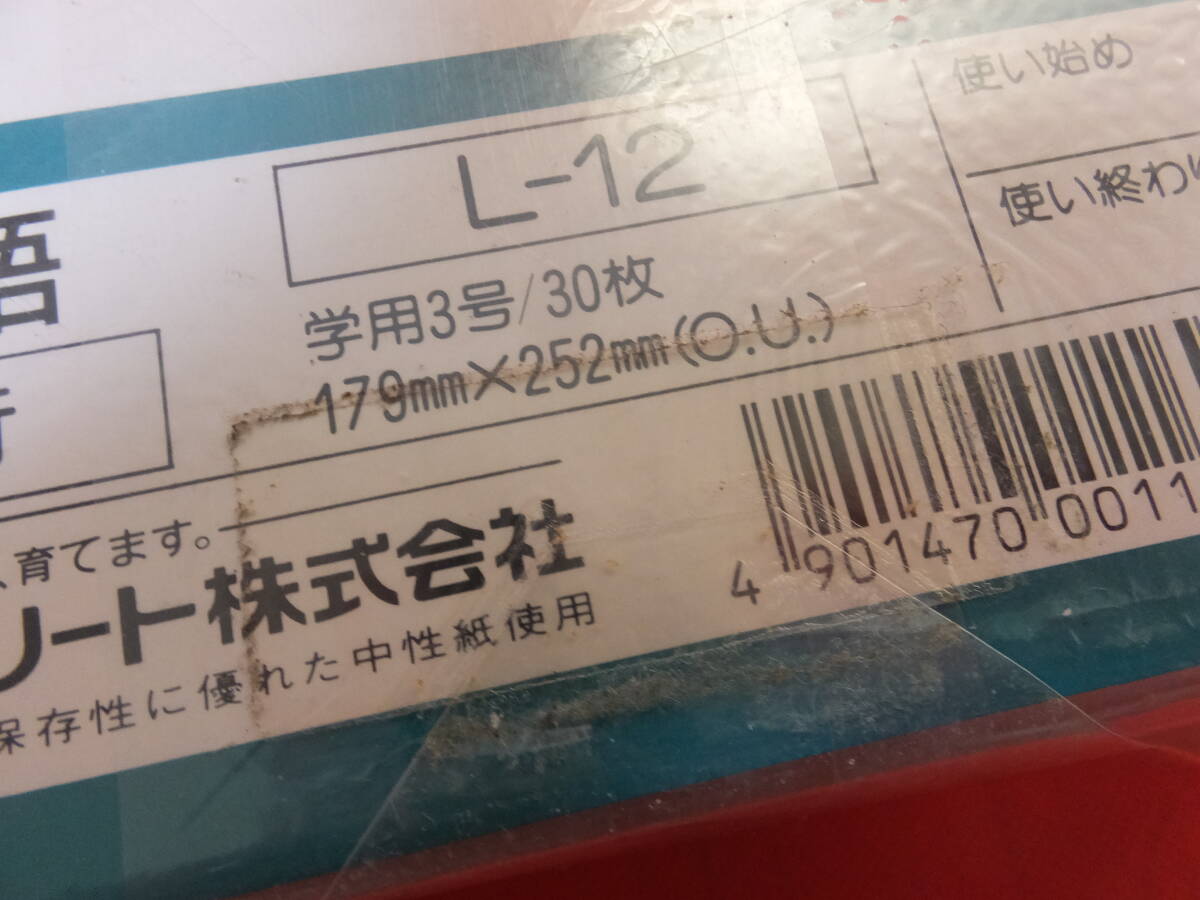 使い始め
L-12
使い終わり
語
学用3号/30枚
179mm×252mm(O.U.)
行
育てます。
リート株式会社
保存性に優れた中性紙使用
4 901470 0011